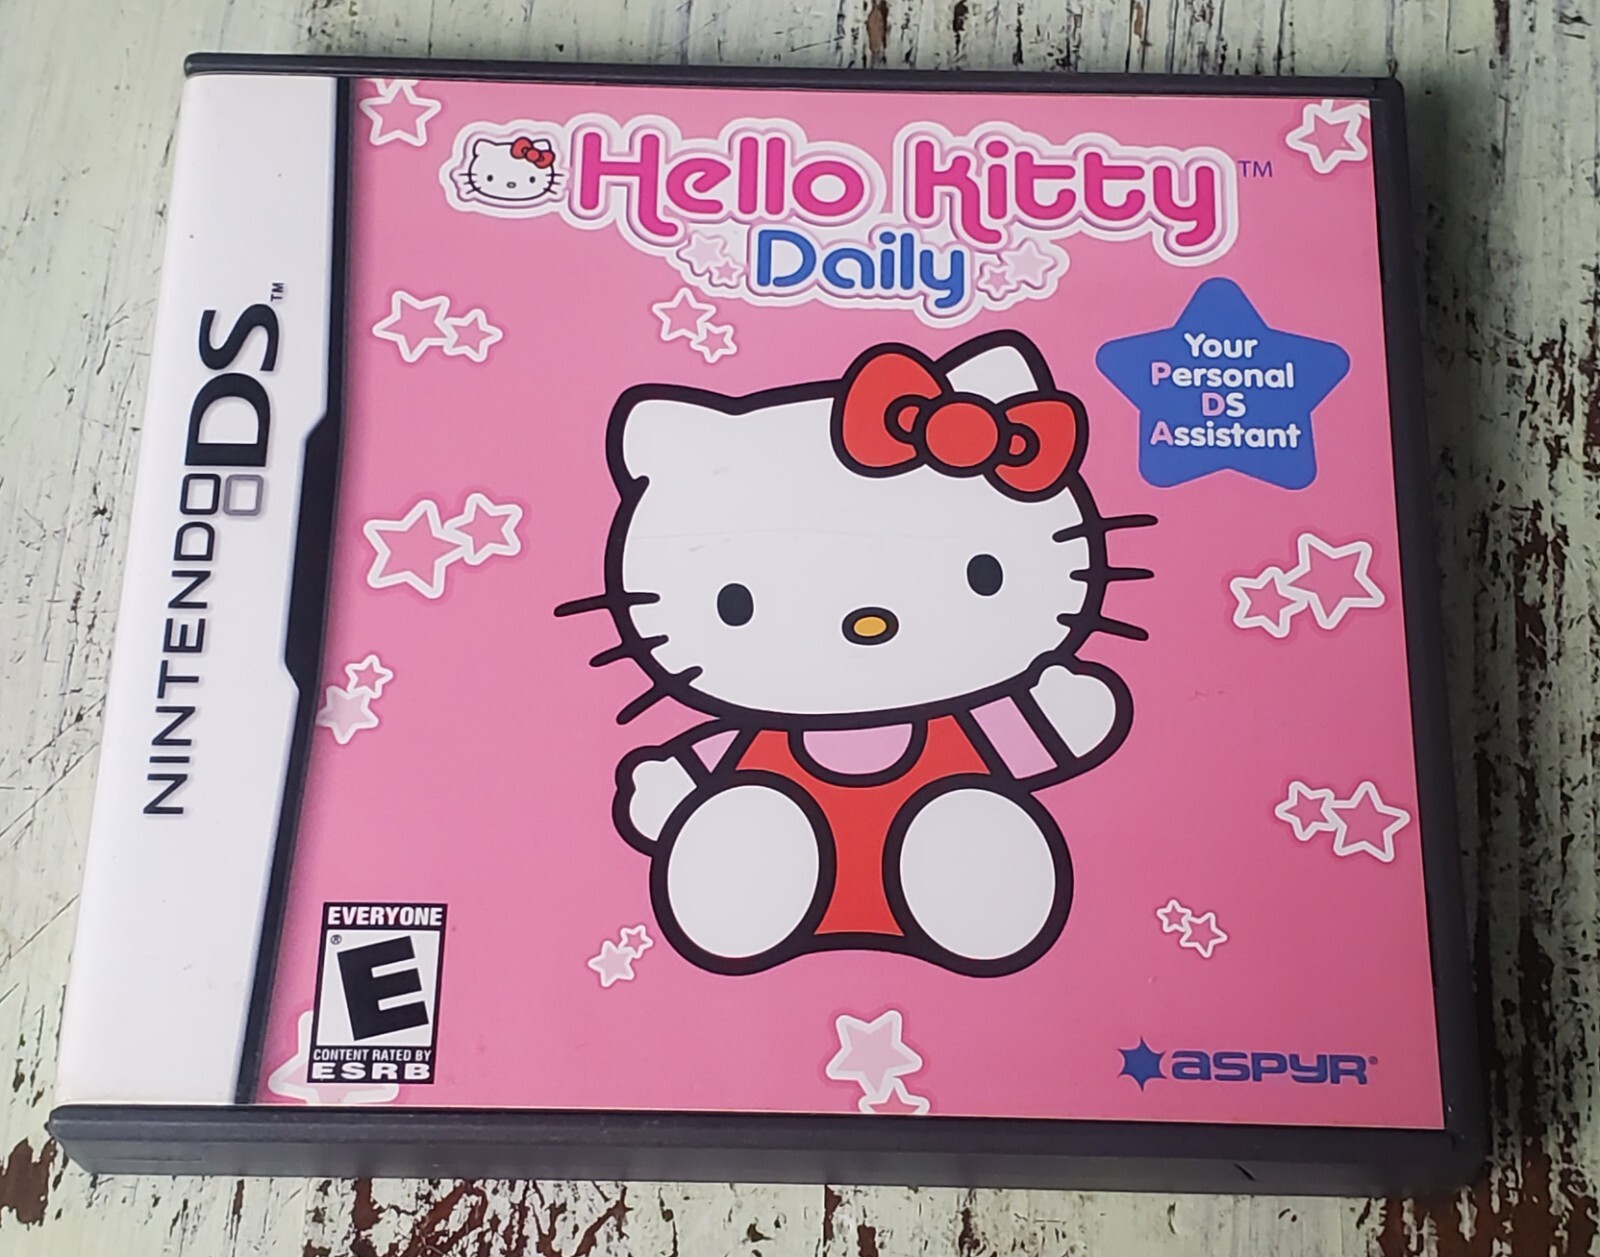 Hello Kitty™
Daily
Your
Personal
DS
Assistant
NINTENDO DS™
EVERYONE
E®
CONTENT RATED BY
ESRB
ASPYR®